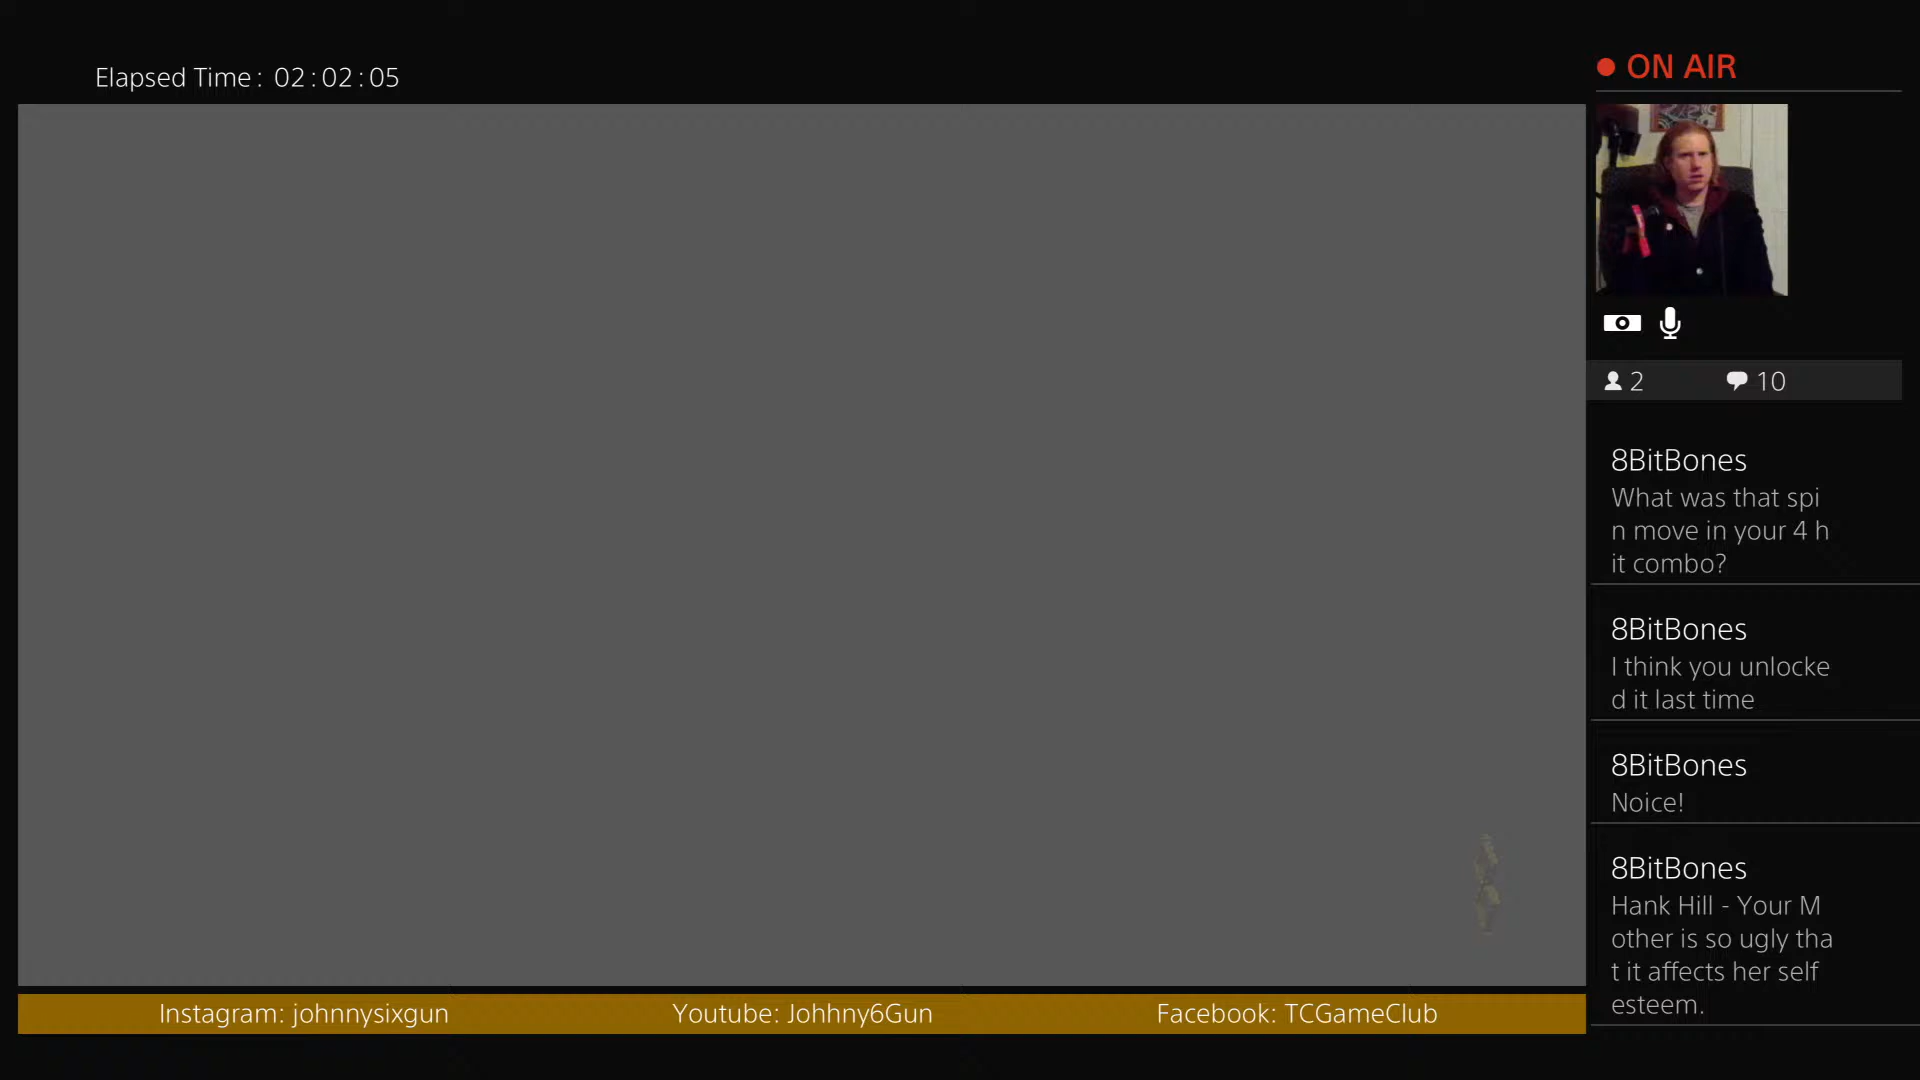 Elapsed Time: 02:02:05
ON AIR
2
10
8BitBones
What was that spi
n move in your 4 h
it combo?
8BitBones
I think you unlocke
d it last time
8BitBones
Noice!
8BitBones
Hank Hill - Your M
other is so ugly tha
t it affects her self
esteem.
Instagram: johnnysixgun
Youtube: Johhny6Gun
Facebook: TCGameClub